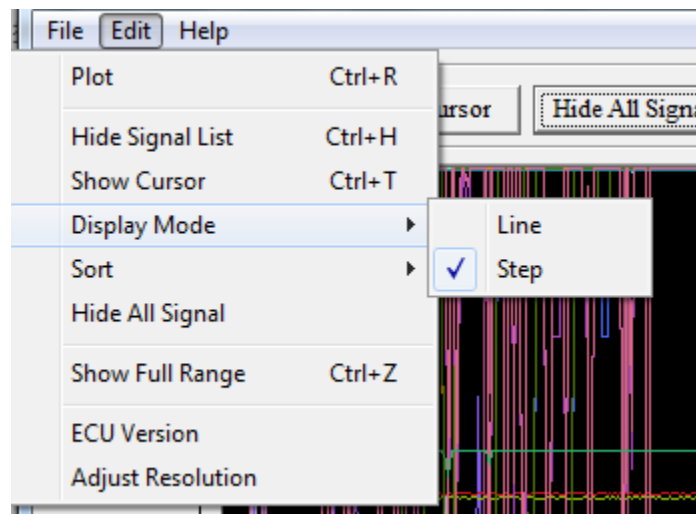 File Edit Help
Plot Ctrl+R
ursor Hide All Signa
Hide Signal List Ctrl+H
Show Cursor Ctrl+T
Display Mode
Line
Sort
Step
Hide All Signal
Show Full Range Ctrl+Z
ECU Version
Adjust Resolution